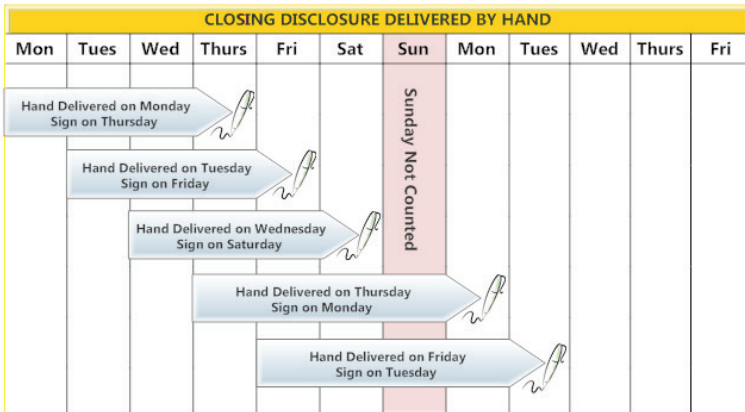 CLOSING DISCLOSURE DELIVERED BY HAND
Mon Tues Wed Thurs Fri Sat Sun Mon Tues Wed Thurs Fri
Hand Delivered on Monday
Sign on Thursday
Hand Delivered on Tuesday
Sign on Friday
Hand Delivered on Wednesday
Sign on Saturday
Sunday Not Counted
Hand Delivered on Thursday
Sign on Monday
Hand Delivered on Friday
Sign on Tuesday